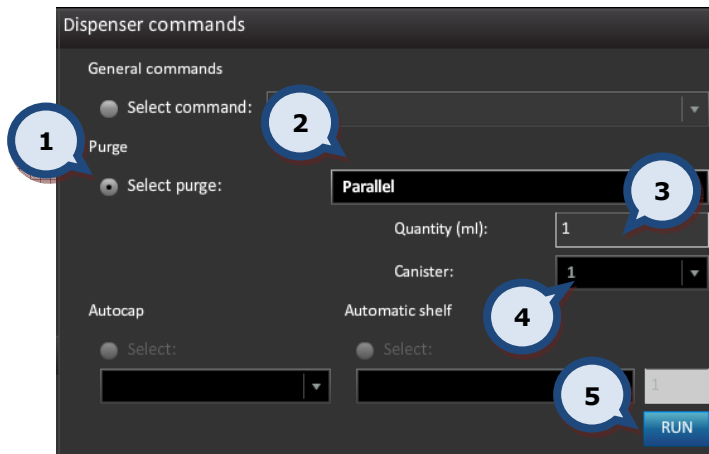 Dispenser commands
General commands
Select command:
2
1
Purge
Select purge:
Parallel
3
Quantity (ml):
1
Canister:
1
4
Autocap
Automatic shelf
Select:
Select:
5
1
RUN